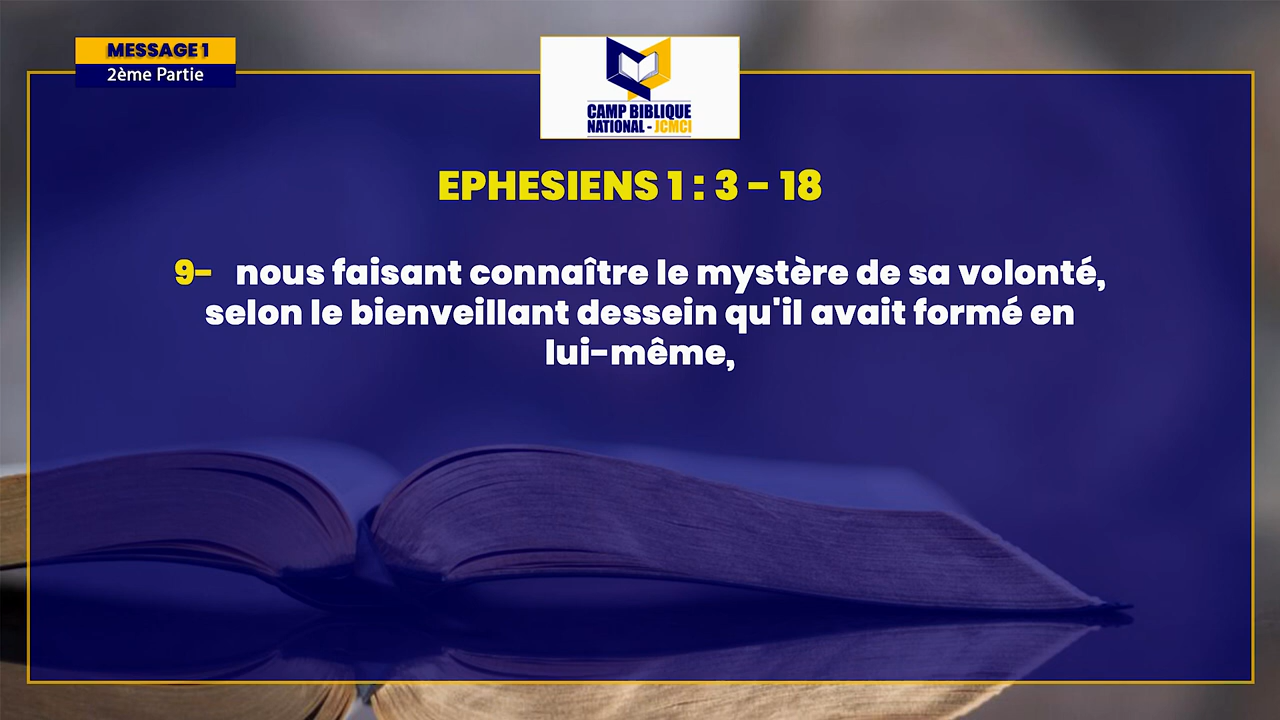 MESSAGE 1
2ème Partie
CAMP BIBLIQUE
NATIONAL - JCMCI
EPHESIENS 1 : 3 - 18
9- nous faisant connaître le mystère de sa volonté,
selon le bienveillant dessein qu'il avait formé en
lui-même,